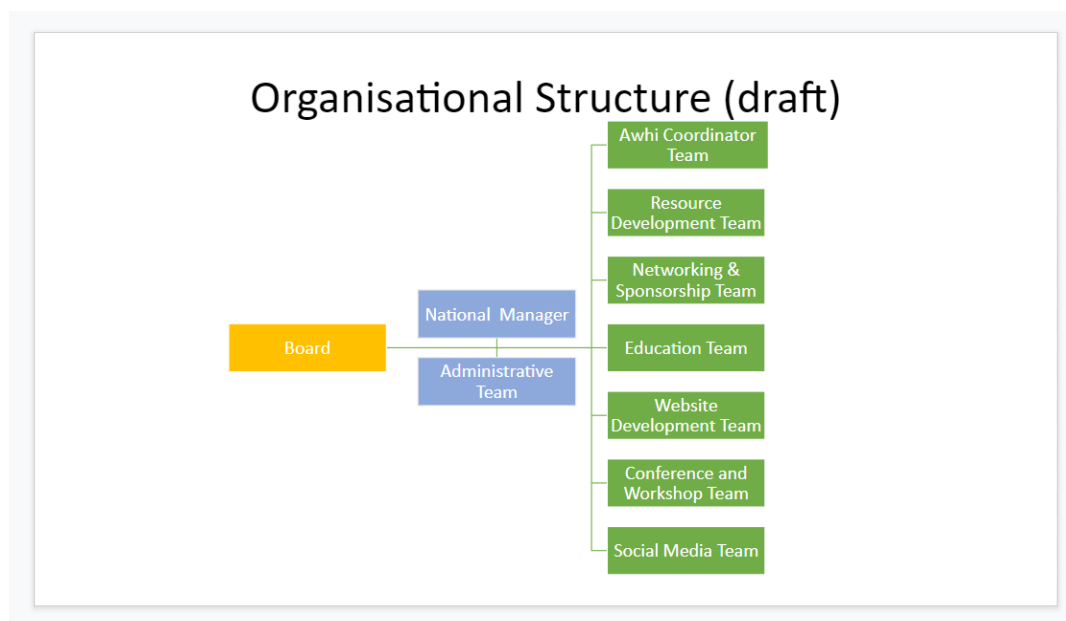 Organisational Structure (draft)
Board
National Manager
Administrative
Team
Awhi Coordinator
Team
Resource
Development Team
Networking &
Sponsorship Team
Education Team
Website
Development Team
Conference and
Workshop Team
Social Media Team